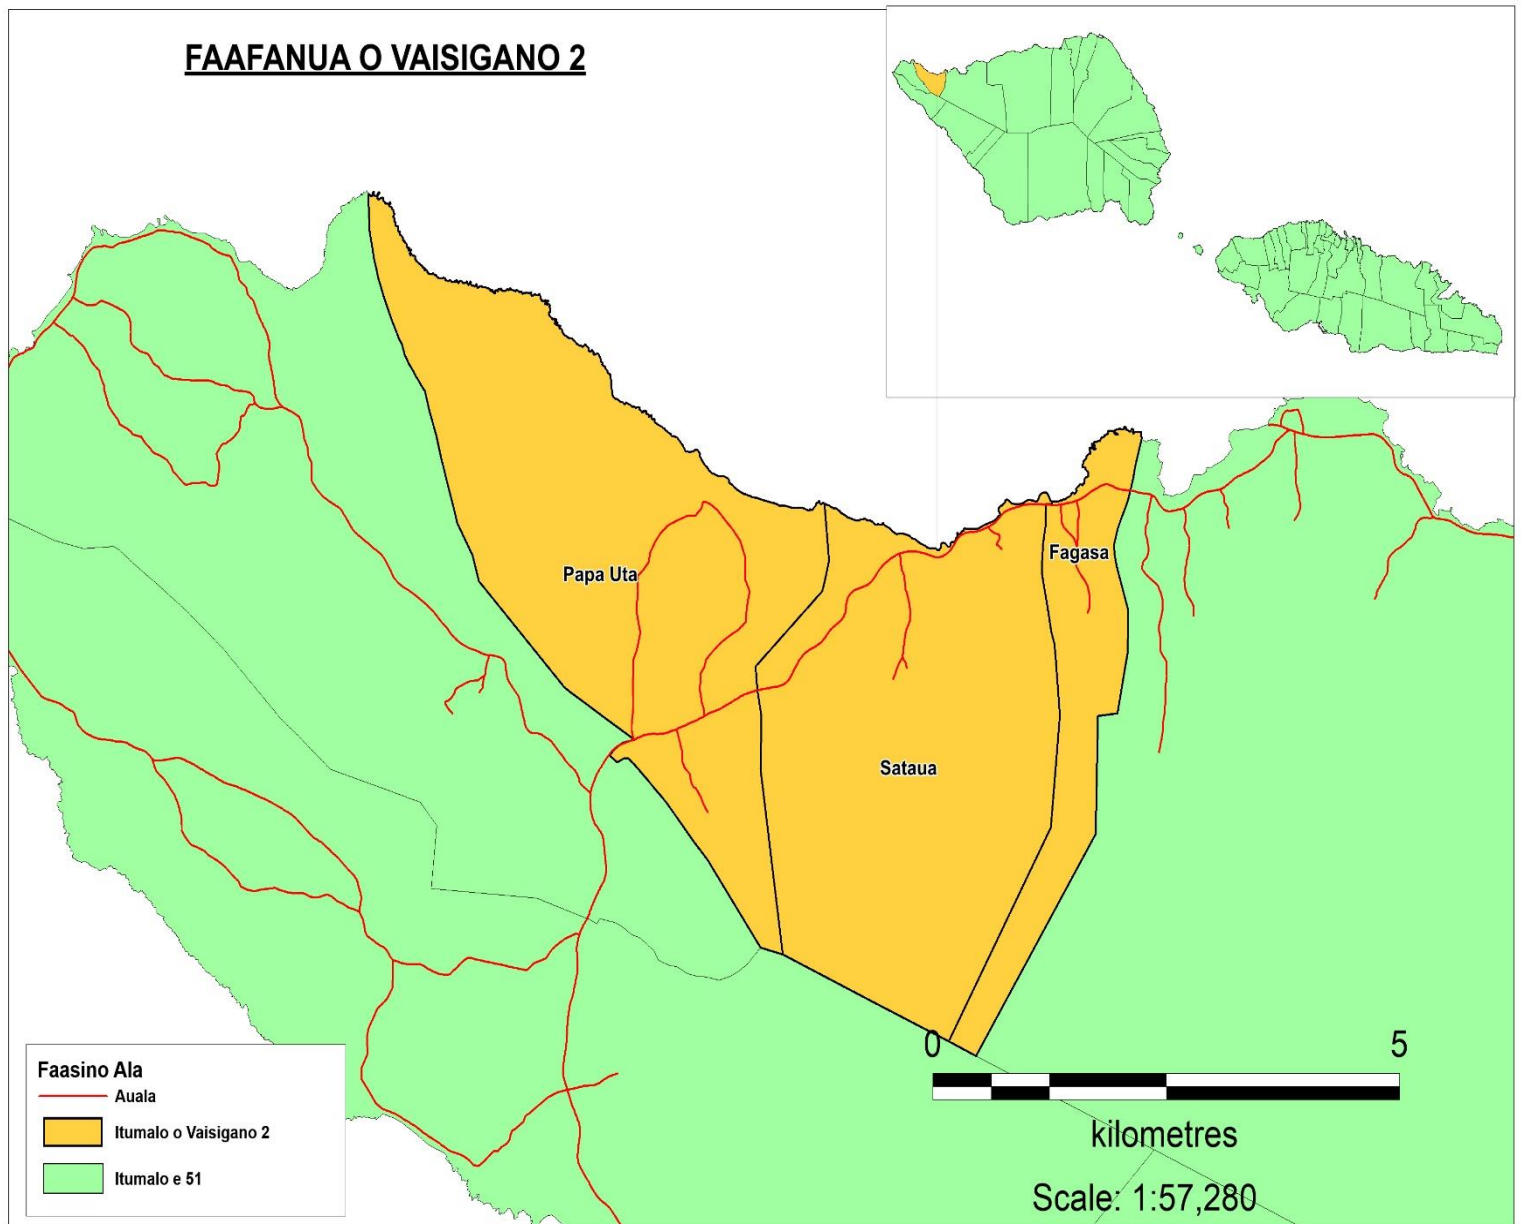 FAAFANUA O VAISIGANO 2
Fagasa
Papa Uta
Sataua
0 5
kilometres
Scale: 1:57,280
Faasino Ala
Auala
Itumalo o Vaisigano 2
Itumalo e 51